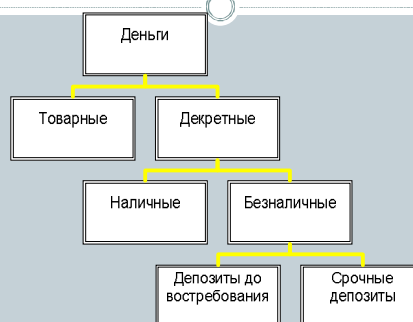 Деньги
Товарные
Декретные
Наличные
Безналичные
Депозиты до
востребования
Срочные
депозиты